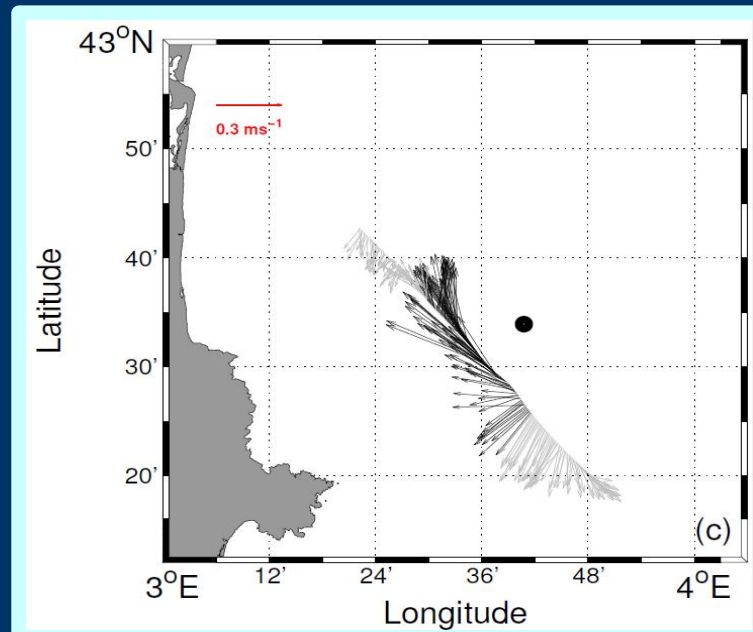 43°N
0.3 ms⁻¹
50'
40'
30'
20'
Latitude
(c)
3°E
12'
24'
36'
48'
4°E
Longitude